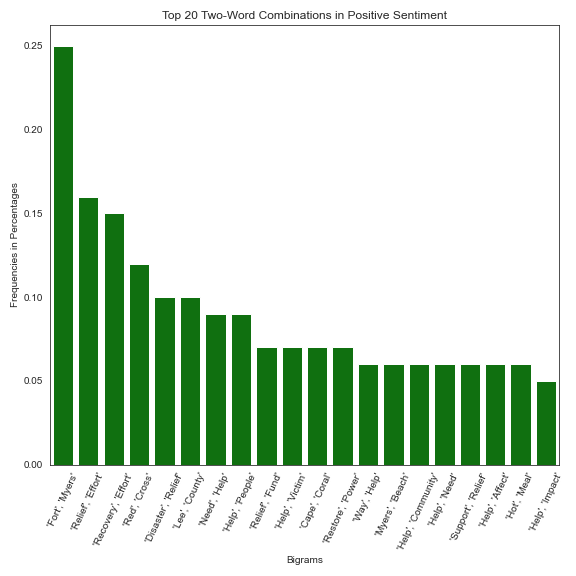 Top 20 Two-Word Combinations in Positive Sentiment
Frequencies in Percentages
0.25
0.20
0.15
0.10
0.05
0.00
'Fort', 'Myers'
'Relief', 'Effort'
'Recovery', 'Effort'
'Red', 'Cross'
'Disaster', 'Relief'
'Lee', 'County'
'Need', 'Help'
'Help', 'People'
'Relief', 'Fund'
'Help', 'Victim'
'Cape', 'Coral'
'Restore', 'Power'
'Way', 'Help'
'Myers', 'Beach'
'Help', 'Community'
'Help', 'Need'
'Support', 'Relief'
'Help', 'Affect'
'Hot', 'Meal'
'Help', 'Impact'
Bigrams